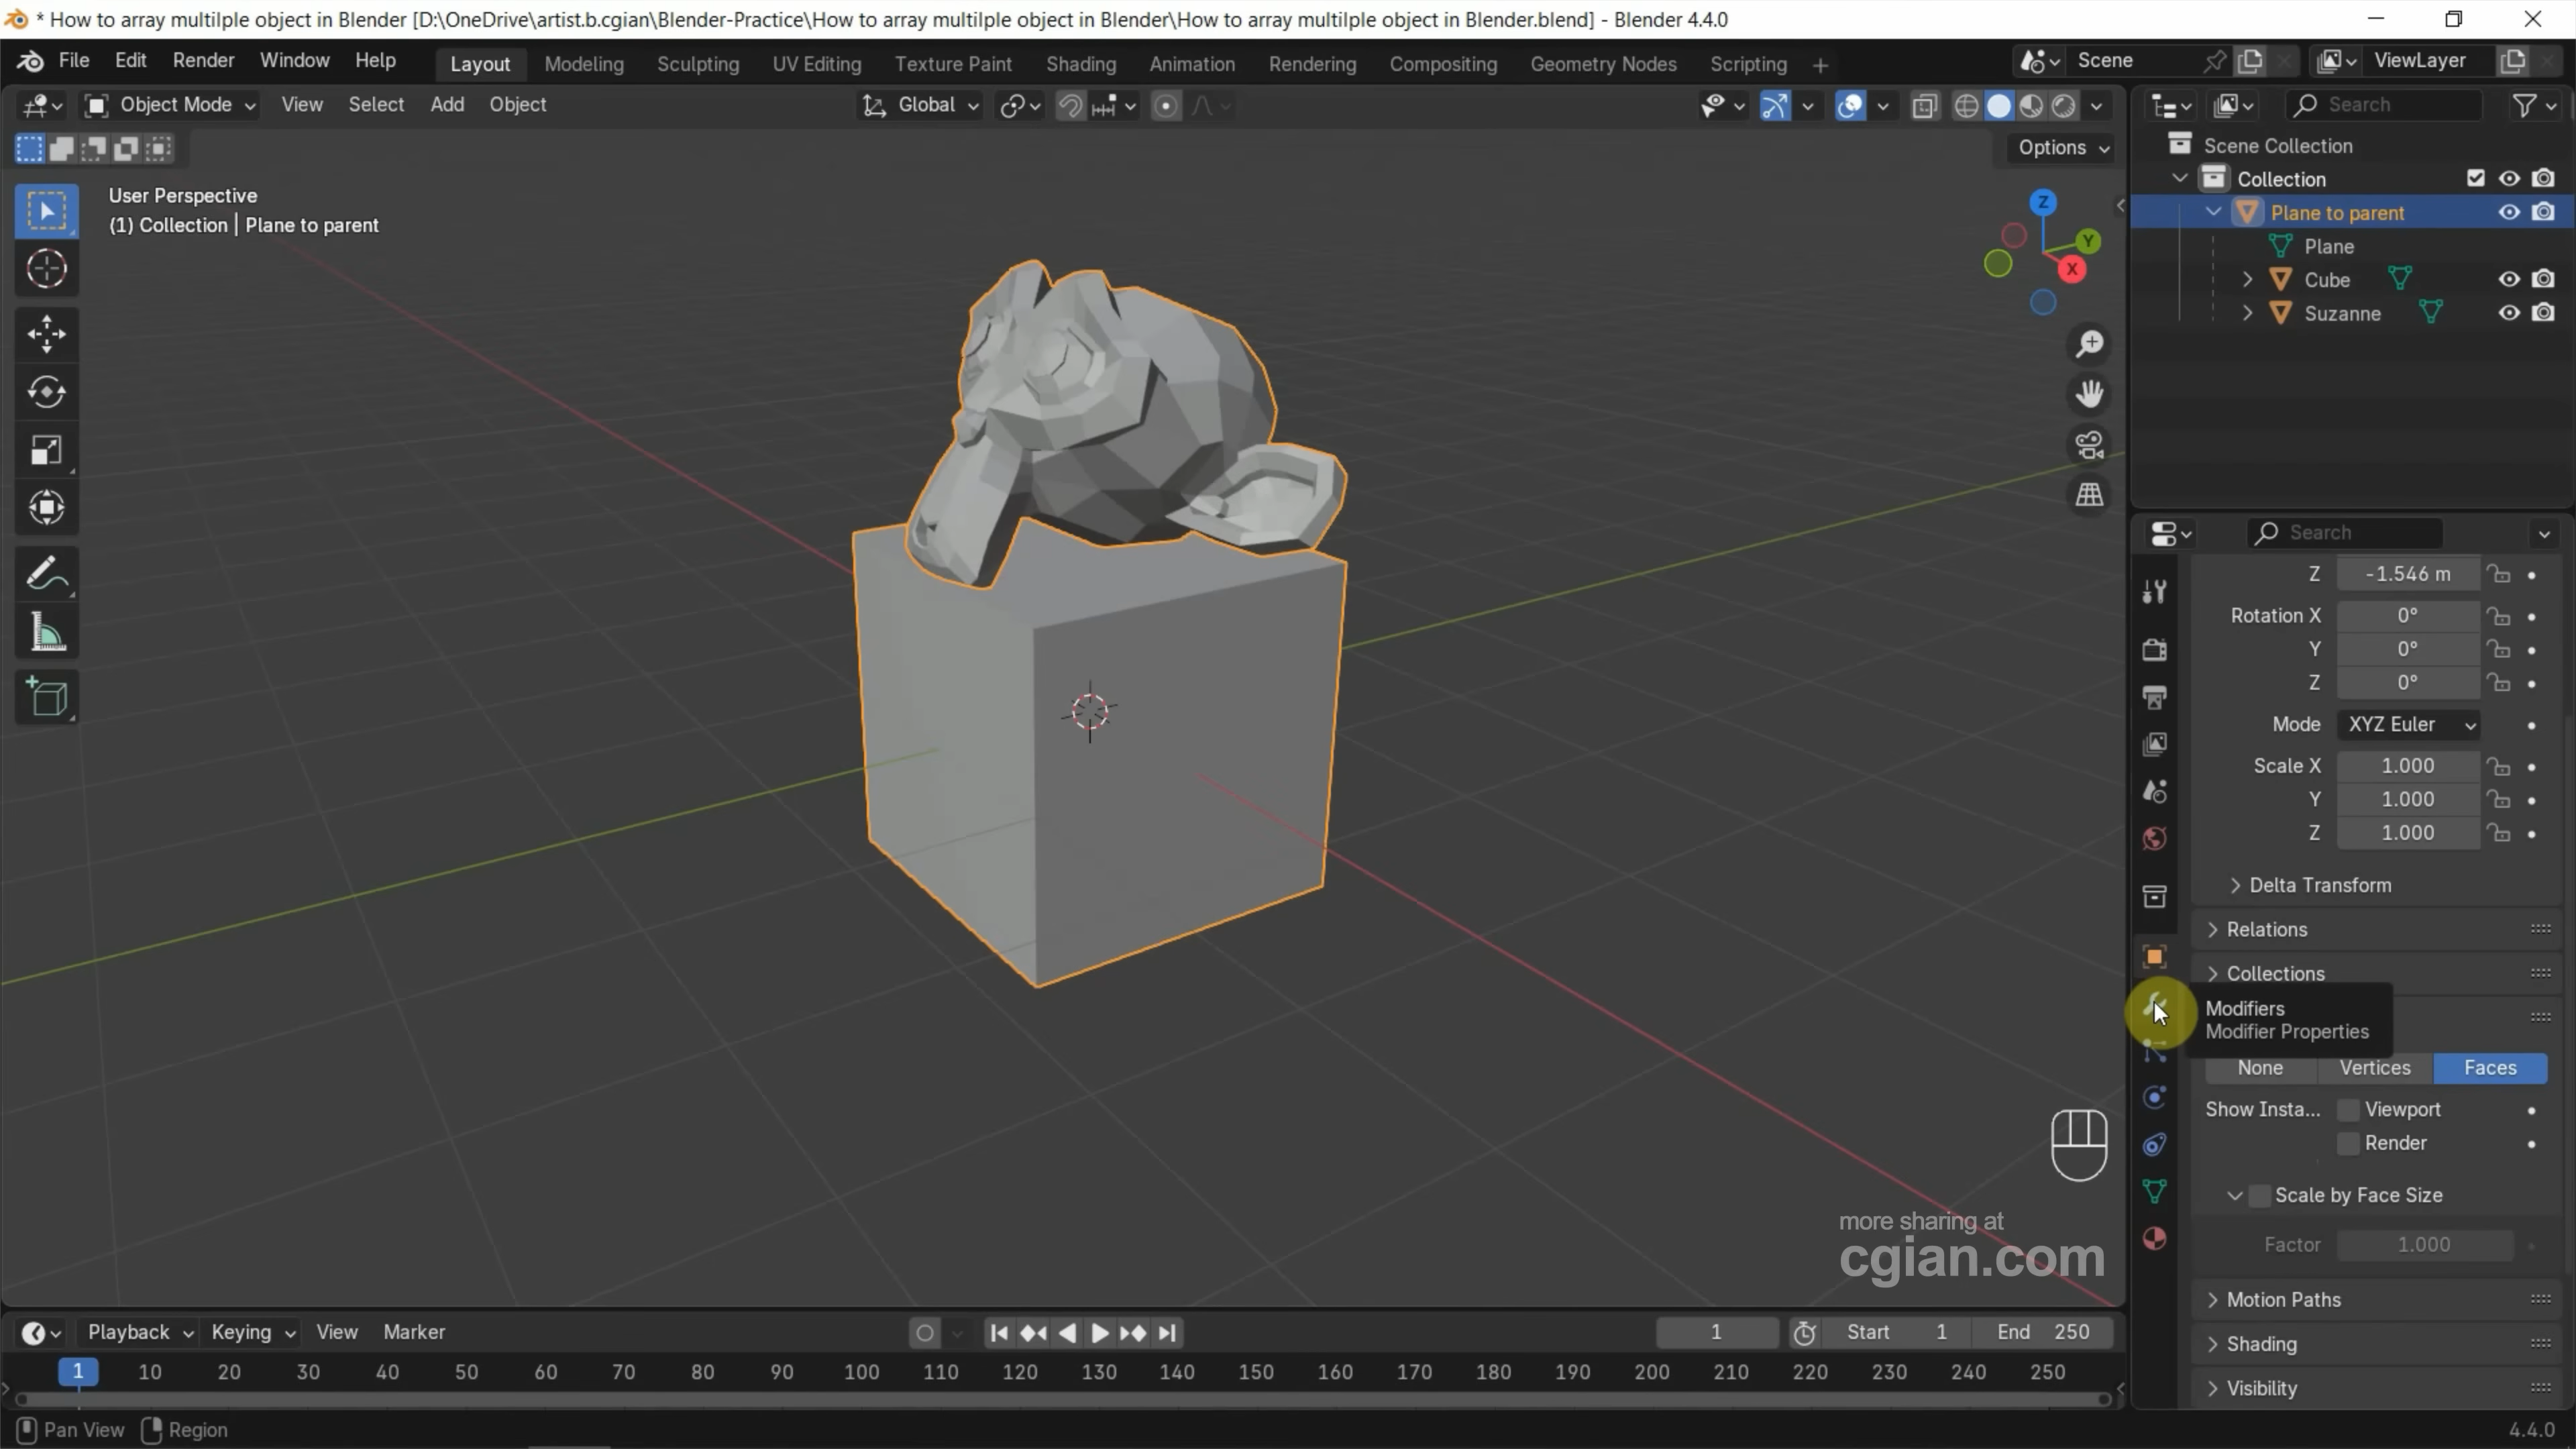 * How to array multilple object in Blender [D:\OneDrive\artist.b.cgian\Blender-Practice\How to array multilple object in Blender\How to array multilple object in Blender.blend] - Blender 4.4.0
File Edit Render Window Help Layout Modeling Sculpting UV Editing Texture Paint Shading Animation Rendering Compositing Geometry Nodes Scripting + Scene ViewLayer
Object Mode View Select Add Object Global Search
Options
User Perspective
(1) Collection | Plane to parent
Z
Y
X
Scene Collection
Collection
Plane to parent
Plane
Cube
Suzanne
Search
Z -1.546 m
Rotation X 0°
Y 0°
Z 0°
Mode XYZ Euler
Scale X 1.000
Y 1.000
Z 1.000
Delta Transform
Relations
Collections
Modifiers
Modifier Properties
None Vertices Faces
Show Insta... Viewport
Render
Scale by Face Size
Factor 1.000
Motion Paths
Shading
Visibility
more sharing at
cgian.com
Playback Keying View Marker 1 Start 1 End 250
1 10 20 30 40 50 60 70 80 90 100 110 120 130 140 150 160 170 180 190 200 210 220 230 240 250
Pan View Region 4.4.0